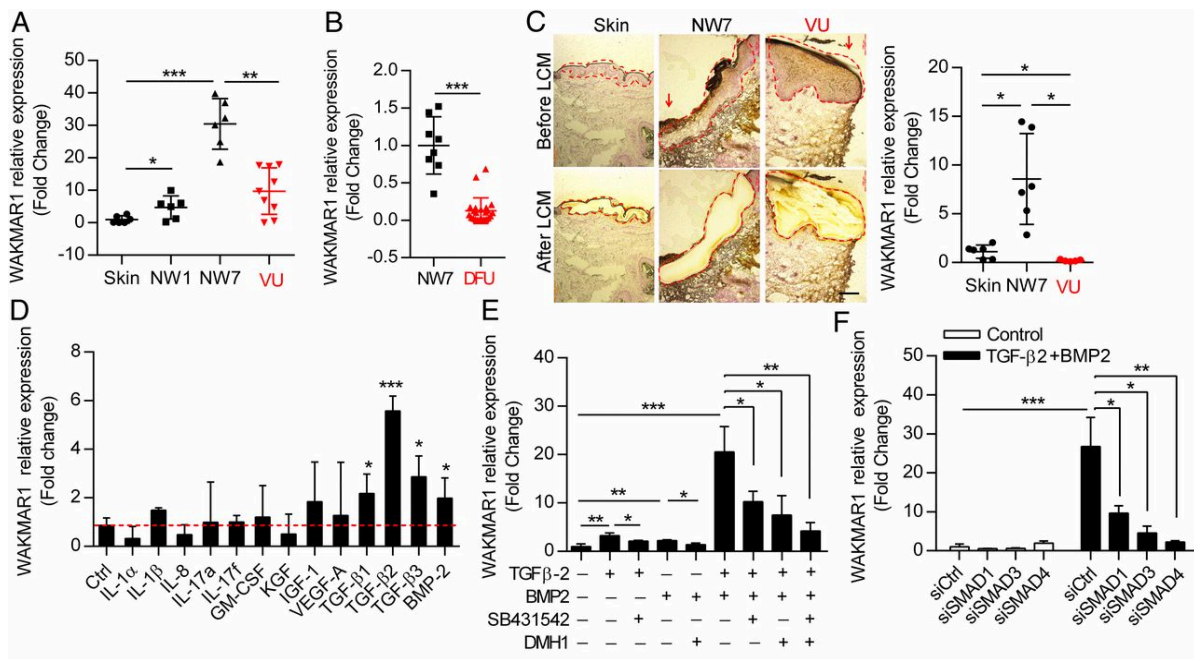 A
WAKMAR1 relative expression
(Fold Change)
50
40
30
20
10
0
-10
***
**
*
Skin NW1 NW7 VU
B
WAKMAR1 relative expression
(Fold Change)
2.0
1.5
1.0
0.5
0.0
-0.5
***
NW7 DFU
C
Skin NW7 VU
Before LCM
After LCM
WAKMAR1 relative expression
(Fold Change)
20
15
10
5
0
*
* *
Skin NW7 VU
D
WAKMAR1 relative expression
(Fold change)
8
6
4
2
0
***
* * *
Ctrl
IL-1α
IL-1β
IL-8
IL-17a
IL-17f
GM-CSF
KGF
IGF-1
VEGF-A
TGF-β1
TGF-β2
TGF-β3
BMP-2
E
WAKMAR1 relative expression
(Fold Change)
40
30
20
10
0
**
*
***
*
**
** * *
TGFβ-2 – + + – – + + + +
BMP2 – – – + + + + + +
SB431542 – – + – – – + – +
DMH1 – – – – + – – + +
F
Control
TGF-β2+BMP2
WAKMAR1 relative expression
(Fold Change)
50
40
30
20
10
0
**
*
*** *
siCtrl
siSMAD1
siSMAD3
siSMAD4
siCtrl
siSMAD1
siSMAD3
siSMAD4